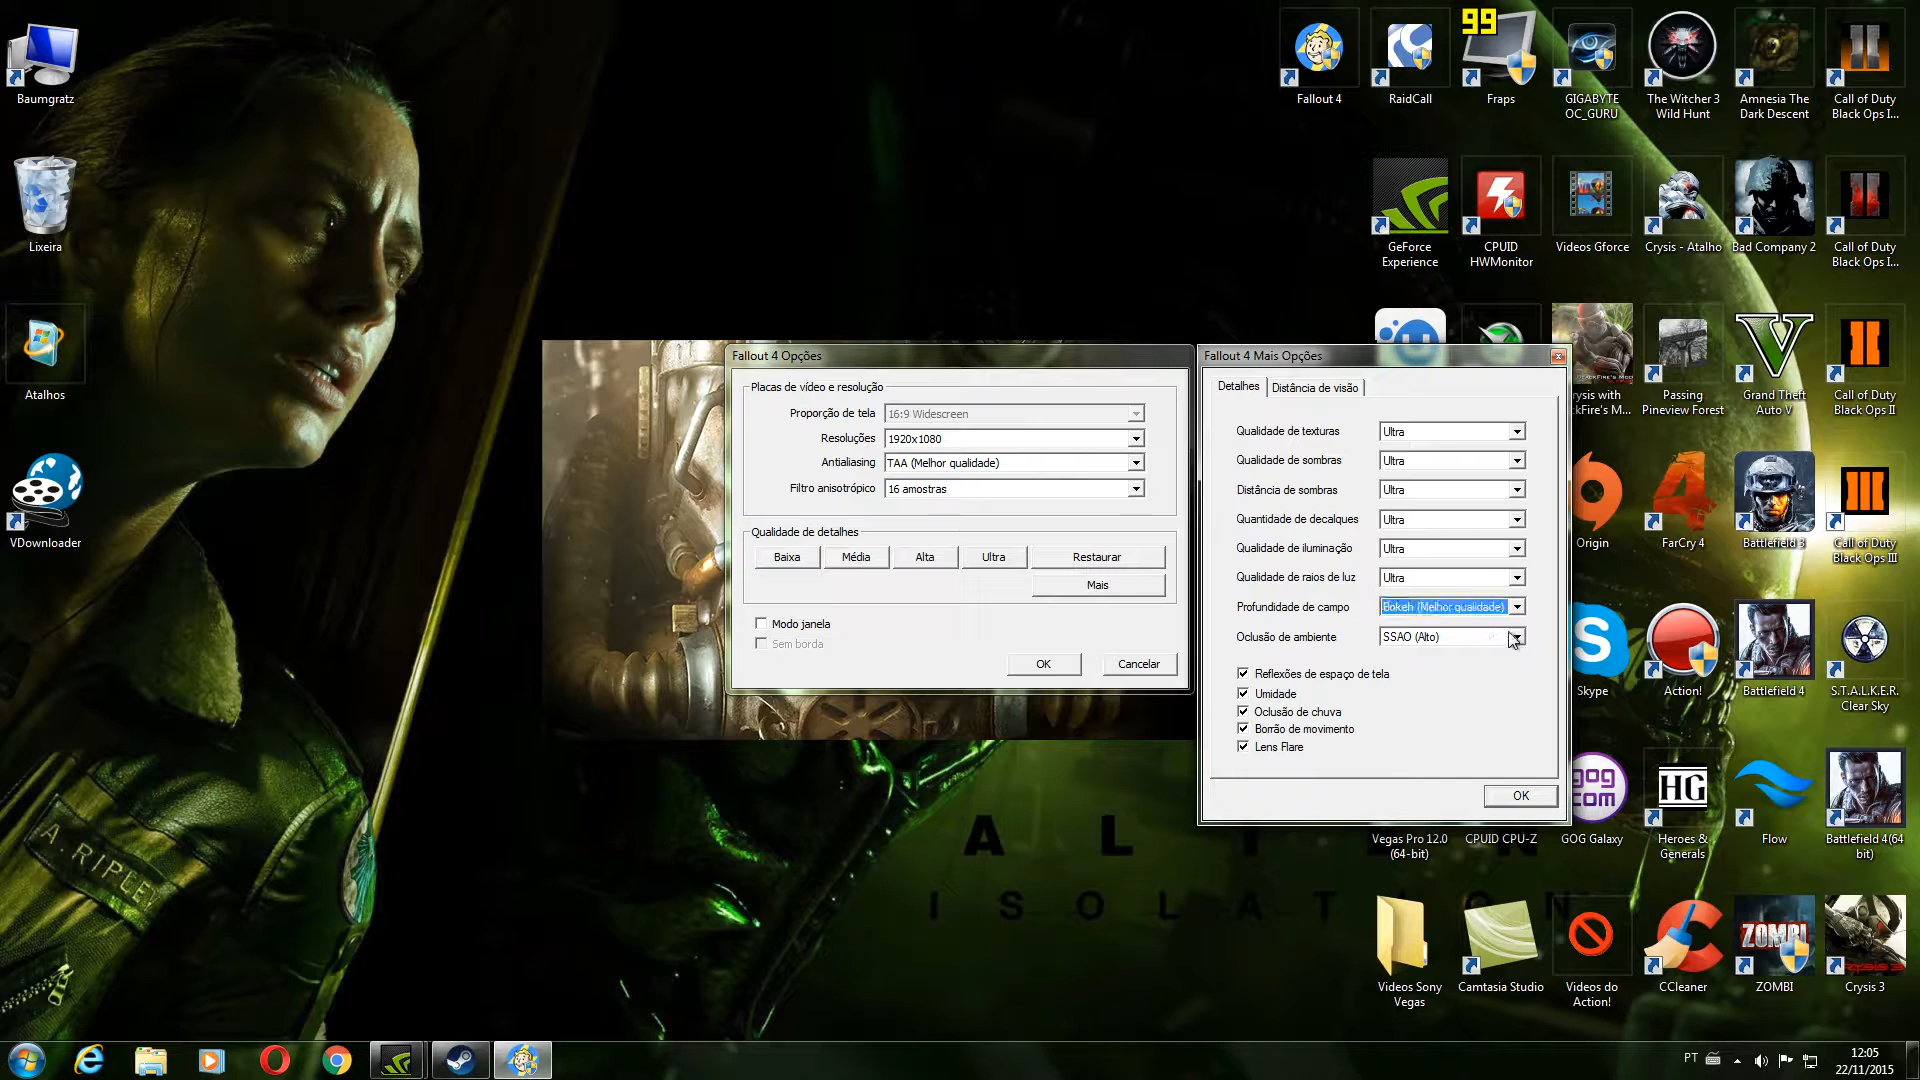 Baumgratz
Lixeira
Atalhos
VDownloader
A. RIPLEY
99
Fallout 4
RaidCall
Fraps
GIGABYTE
OC_GURU
The Witcher 3
Wild Hunt
Amnesia The
Dark Descent
Call of Duty
Black Ops I...
GeForce
Experience
CPUID
HWMonitor
Videos Gforce
Crysis - Atalho
Bad Company 2
Call of Duty
Black Ops I...
Passing
Pineview Forest
Grand Theft
Auto V
Call of Duty
Black Ops II
Origin
FarCry 4
Battlefield 3
Call of Duty
Black Ops III
Skype
Action!
Battlefield 4
S.T.A.L.K.E.R.
Clear Sky
Vegas Pro 12.0
(64-bit)
CPUID CPU-Z
gog
com
GOG Galaxy
HG
Heroes &
Generals
Flow
Battlefield 4(64
bit)
Videos Sony
Vegas
Camtasia Studio
Videos do
Action!
CCleaner
ZOMBI
ZOMBI
Crysis 3
Fallout 4 Opções
Placas de vídeo e resolução
Proporção de tela
16:9 Widescreen
Resoluções
1920x1080
Antialiasing
TAA (Melhor qualidade)
Filtro anisotrópico
16 amostras
Qualidade de detalhes
Baixa
Média
Alta
Ultra
Restaurar
Mais
Modo janela
Sem borda
OK
Cancelar
Fallout 4 Mais Opções
Detalhes
Distância de visão
Qualidade de texturas
Ultra
Qualidade de sombras
Ultra
Distância de sombras
Ultra
Quantidade de decalques
Ultra
Qualidade de iluminação
Ultra
Qualidade de raios de luz
Ultra
Profundidade de campo
Bokeh (Melhor qualidade)
Oclusão de ambiente
SSAO (Alto)
Reflexões de espaço de tela
Umidade
Oclusão de chuva
Borrão de movimento
Lens Flare
OK
PT
12:05
22/11/2015